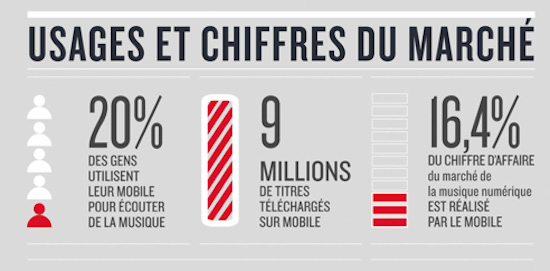 USAGES ET CHIFFRES DU MARCHÉ
20%
DES GENS
UTILISENT
LEUR MOBILE
POUR ÉCOUTER
DE LA MUSIQUE
9
MILLIONS
DE TITRES
TÉLÉCHARGÉS
SUR MOBILE
16,4%
DU CHIFFRE D'AFFAIRE
du marché de
la musique numérique
EST RÉALISÉ
PAR LE MOBILE